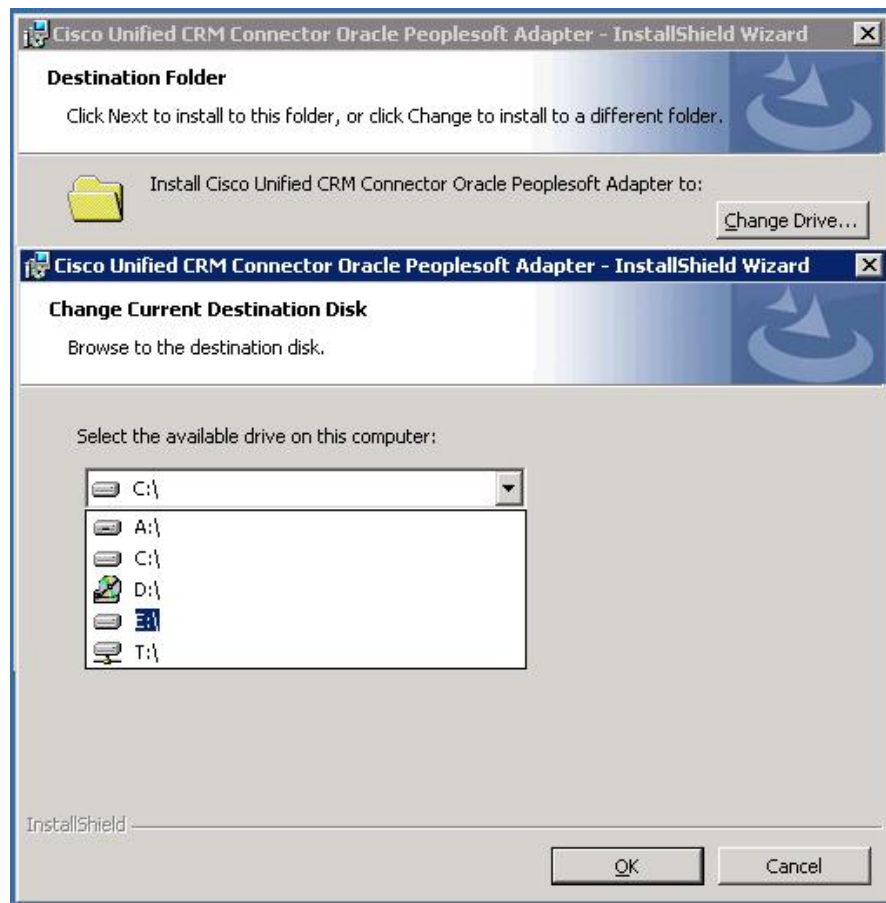 Cisco Unified CRM Connector Oracle Peoplesoft Adapter - InstallShield Wizard
Destination Folder
Click Next to install to this folder, or click Change to install to a different folder.
Install Cisco Unified CRM Connector Oracle Peoplesoft Adapter to:
Change Drive...
Cisco Unified CRM Connector Oracle Peoplesoft Adapter - InstallShield Wizard
Change Current Destination Disk
Browse to the destination disk.
Select the available drive on this computer:
C:\
A:\
C:\
D:\
E:\
T:\
InstallShield
OK Cancel